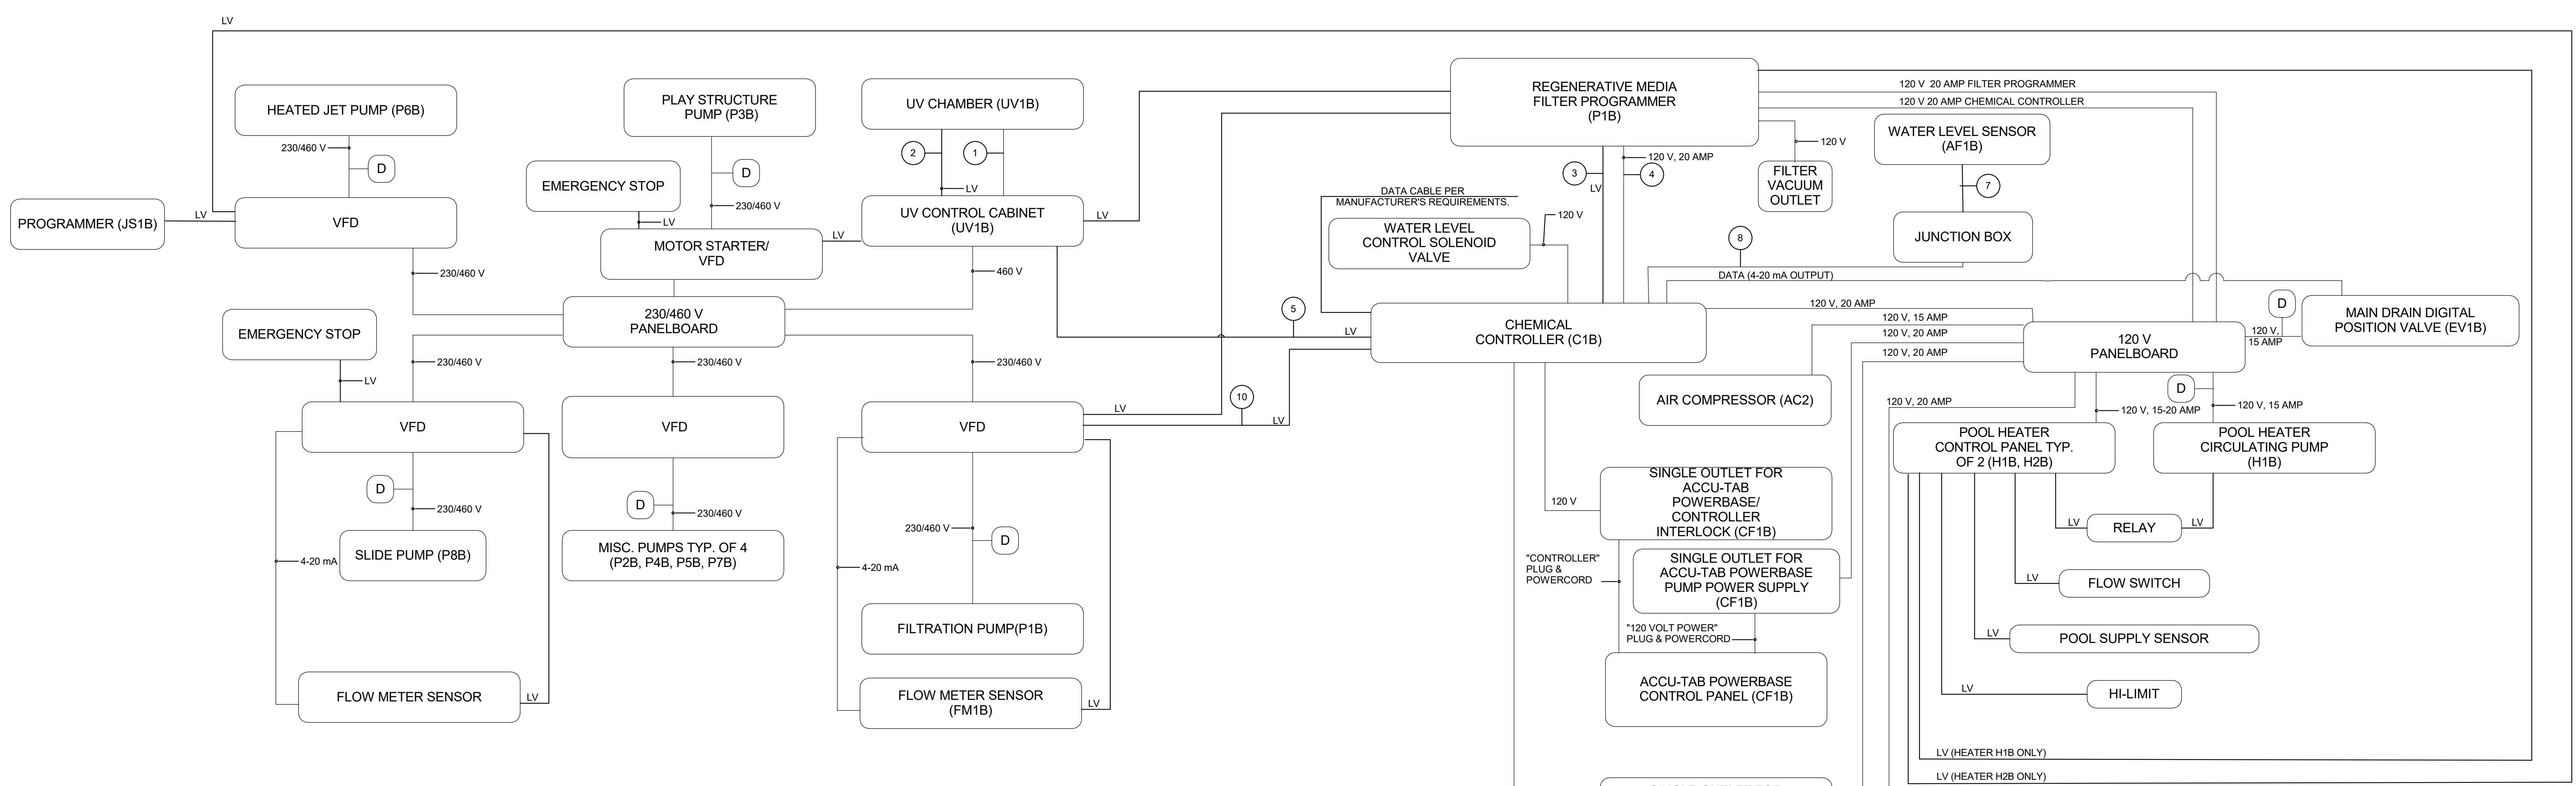 LV
HEATED JET PUMP (P6B)
230/460 V
D
PROGRAMMER (JS1B)
LV
VFD
230/460 V
PLAY STRUCTURE
PUMP (P3B)
D
230/460 V
EMERGENCY STOP
LV
MOTOR STARTER/
VFD
LV
UV CHAMBER (UV1B)
2
1
LV
UV CONTROL CABINET
(UV1B)
LV
460 V
230/460 V
PANELBOARD
EMERGENCY STOP
LV
230/460 V
230/460 V
230/460 V
VFD
VFD
VFD
D
230/460 V
SLIDE PUMP (P8B)
4-20 mA
FLOW METER SENSOR
LV
D
230/460 V
MISC. PUMPS TYP. OF 4
(P2B, P4B, P5B, P7B)
230/460 V
D
4-20 mA
FILTRATION PUMP(P1B)
FLOW METER SENSOR
(FM1B)
LV
LV
10
LV
5
LV
REGENERATIVE MEDIA
FILTER PROGRAMMER
(P1B)
120 V  20 AMP FILTER PROGRAMMER
120 V 20 AMP CHEMICAL CONTROLLER
120 V, 20 AMP
3
LV
4
120 V
FILTER
VACUUM
OUTLET
WATER LEVEL SENSOR
(AF1B)
7
JUNCTION BOX
8
DATA (4-20 mA OUTPUT)
DATA CABLE PER
MANUFACTURER'S REQUIREMENTS.
120 V
WATER LEVEL
CONTROL SOLENOID
VALVE
CHEMICAL
CONTROLLER (C1B)
120 V, 20 AMP
120 V, 15 AMP
120 V, 20 AMP
120 V, 20 AMP
120 V, 20 AMP
120 V
PANELBOARD
D
120 V,
15 AMP
MAIN DRAIN DIGITAL
POSITION VALVE (EV1B)
AIR COMPRESSOR (AC2)
D
120 V, 15-20 AMP
120 V, 15 AMP
POOL HEATER
CONTROL PANEL TYP.
OF 2 (H1B, H2B)
POOL HEATER
CIRCULATING PUMP
(H1B)
120 V
SINGLE OUTLET FOR
ACCU-TAB
POWERBASE/
CONTROLLER
INTERLOCK (CF1B)
"CONTROLLER"
PLUG &
POWERCORD
SINGLE OUTLET FOR
ACCU-TAB POWERBASE
PUMP POWER SUPPLY
(CF1B)
"120 VOLT POWER"
PLUG & POWERCORD
ACCU-TAB POWERBASE
CONTROL PANEL (CF1B)
LV
RELAY
LV
LV
FLOW SWITCH
LV
POOL SUPPLY SENSOR
LV
HI-LIMIT
LV (HEATER H1B ONLY)
LV (HEATER H2B ONLY)